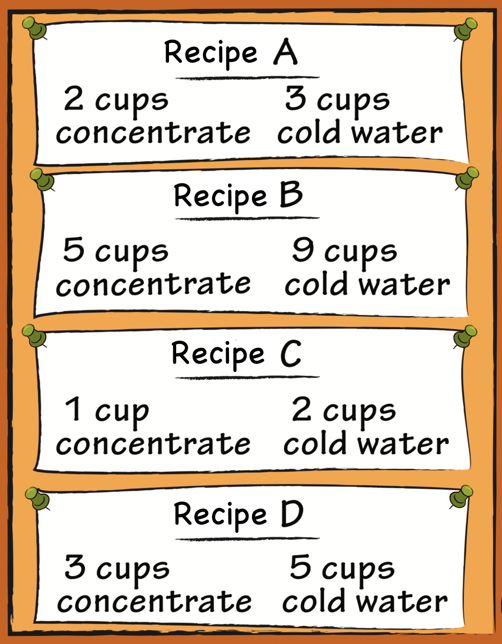 Recipe A
2 cups concentrate
3 cups cold water
Recipe B
5 cups concentrate
9 cups cold water
Recipe C
1 cup concentrate
2 cups cold water
Recipe D
3 cups concentrate
5 cups cold water